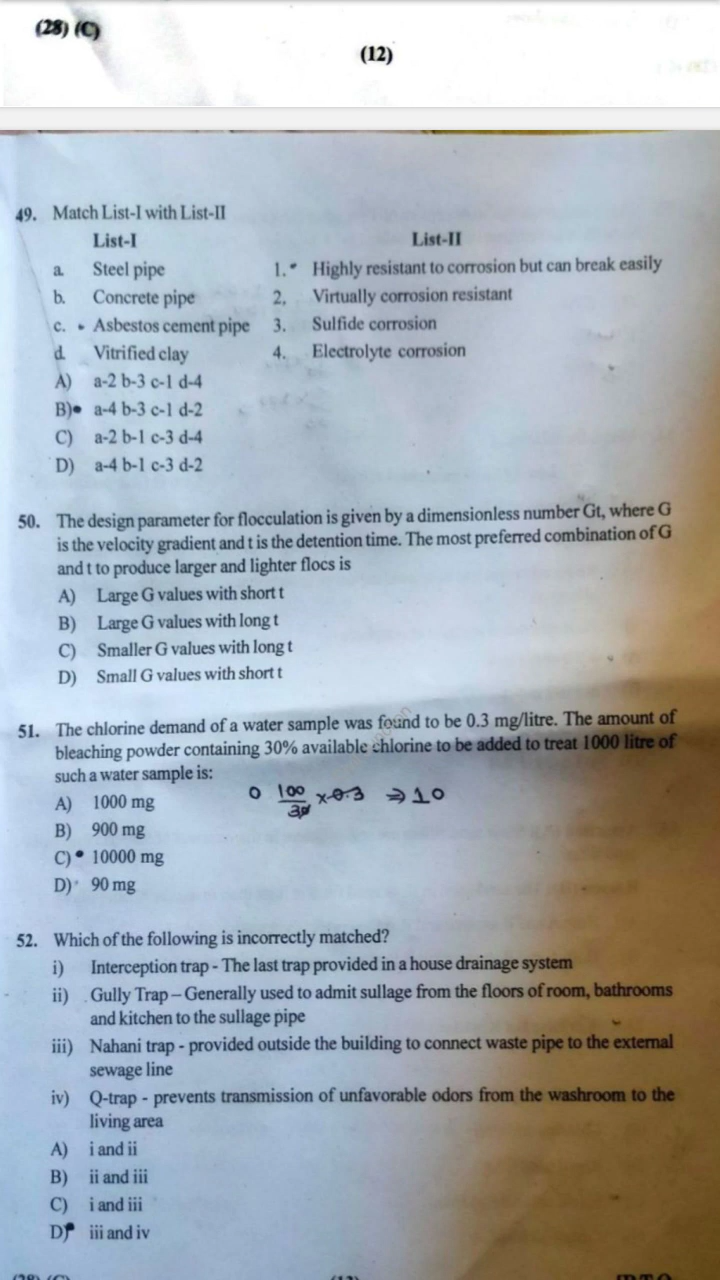 (28) (C)
(12)
49. Match List-I with List-II
List-I List-II
a. Steel pipe 1. Highly resistant to corrosion but can break easily
b. Concrete pipe 2. Virtually corrosion resistant
c. Asbestos cement pipe 3. Sulfide corrosion
d. Vitrified clay 4. Electrolyte corrosion
A) a-2 b-3 c-1 d-4
B) a-4 b-3 c-1 d-2
C) a-2 b-1 c-3 d-4
D) a-4 b-1 c-3 d-2
50. The design parameter for flocculation is given by a dimensionless number Gt, where G
is the velocity gradient and t is the detention time. The most preferred combination of G
and t to produce larger and lighter flocs is
A) Large G values with short t
B) Large G values with long t
C) Smaller G values with long t
D) Small G values with short t
51. The chlorine demand of a water sample was found to be 0.3 mg/litre. The amount of
bleaching powder containing 30% available chlorine to be added to treat 1000 litre of
such a water sample is:
0 100/30 x 0.3 ⇒ 10
A) 1000 mg
B) 900 mg
C) 10000 mg
D) 90 mg
52. Which of the following is incorrectly matched?
i) Interception trap - The last trap provided in a house drainage system
ii) Gully Trap – Generally used to admit sullage from the floors of room, bathrooms
and kitchen to the sullage pipe
iii) Nahani trap - provided outside the building to connect waste pipe to the external
sewage line
iv) Q-trap - prevents transmission of unfavorable odors from the washroom to the
living area
A) i and ii
B) ii and iii
C) i and iii
D) iii and iv